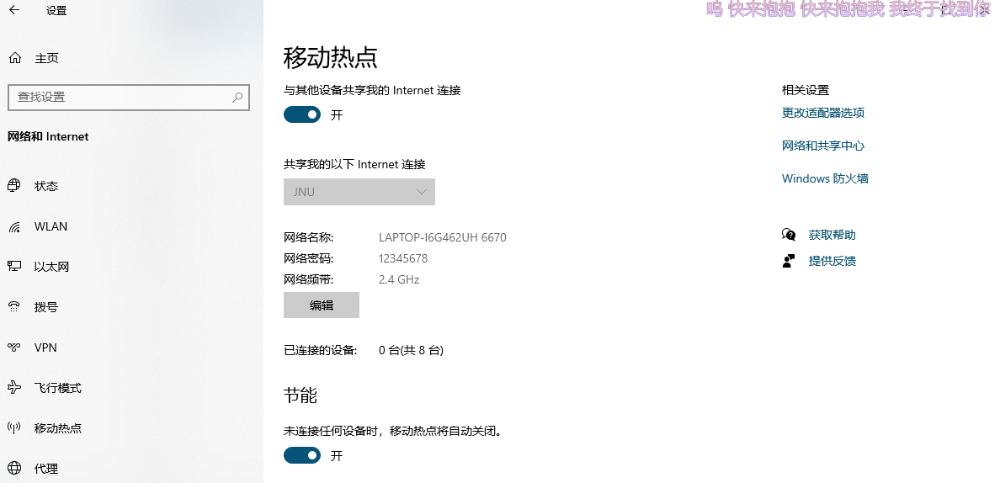 设置
呜 快来抱抱 快来抱抱我 我终于找到你
主页
查找设置
网络和 Internet
状态
WLAN
以太网
拨号
VPN
飞行模式
移动热点
代理
移动热点
与其他设备共享我的 Internet 连接
开
共享我的以下 Internet 连接
JNU
网络名称: LAPTOP-I6G462UH 6670
网络密码: 12345678
网络频带: 2.4 GHz
编辑
已连接的设备: 0 台(共 8 台)
节能
未连接任何设备时，移动热点将自动关闭。
开
相关设置
更改适配器选项
网络和共享中心
Windows 防火墙
获取帮助
提供反馈